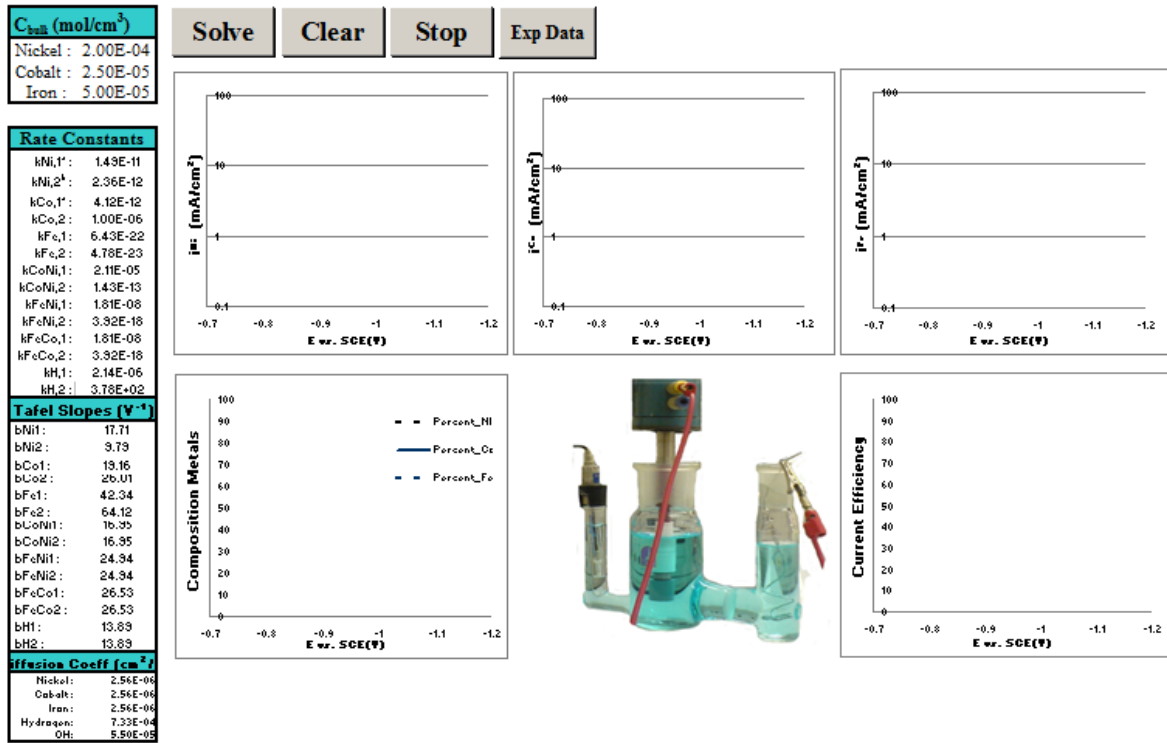 C_bulk (mol/cm³)
Nickel : 2.00E-04
Cobalt : 2.50E-05
Iron : 5.00E-05
Solve
Clear
Stop
Exp Data
Rate Constants
kNi,1ᵃ: 1.49E-11
kNi,2ᵇ: 2.36E-12
kCo,1ᶜ: 4.12E-12
kCo,2: 1.00E-06
kFe,1: 6.43E-22
kFe,2: 4.78E-23
kCoNi,1: 2.11E-05
kCoNi,2: 1.43E-13
kFeNi,1: 1.81E-08
kFeNi,2: 3.92E-18
kFeCo,1: 1.81E-08
kFeCo,2: 3.92E-18
kH,1: 2.14E-06
kH,2: 3.78E+02
Tafel Slopes (V⁻¹)
bNi1: 17.71
bNi2: 9.79
bCo1: 19.16
bCo2: 26.01
bFe1: 42.34
bFe2: 64.12
bCoNi1: 16.95
bCoNi2: 16.95
bFeNi1: 24.94
bFeNi2: 24.94
bFeCo1: 26.53
bFeCo2: 26.53
bH1: 13.89
bH2: 13.89
iffusion Coeff (cm²/
Nickel: 2.56E-06
Cobalt: 2.56E-06
Iron: 2.56E-06
Hydrogen: 7.33E-04
OH: 5.50E-05
100
10
1
0.1
-0.7 -0.8 -0.9 -1 -1.1 -1.2
E vs. SCE(V)
iNi (mA/cm²)
100
10
1
0.1
-0.7 -0.8 -0.9 -1 -1.1 -1.2
E vs. SCE(V)
iCo (mA/cm²)
100
10
1
0.1
-0.7 -0.8 -0.9 -1 -1.1 -1.2
E vs. SCE(V)
iFe (mA/cm²)
100
90
80
70
60
50
40
30
20
10
0
-0.7 -0.8 -0.9 -1 -1.1 -1.2
E vs. SCE(V)
Composition Metals
Percent_NI
Percent_Co
Percent_Fe
100
90
80
70
60
50
40
30
20
10
0
-0.7 -0.8 -0.9 -1 -1.1 -1.2
E vs. SCE(V)
Current Efficiency